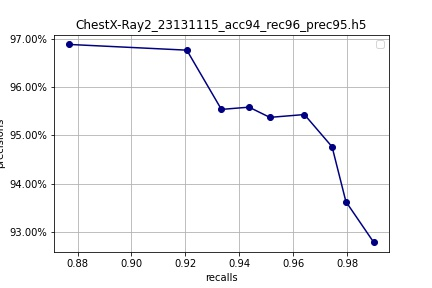 ChestX-Ray2_23131115_acc94_rec96_prec95.h5
97.00%
96.00%
95.00%
94.00%
93.00%
precisions
0.88 0.90 0.92 0.94 0.96 0.98
recalls